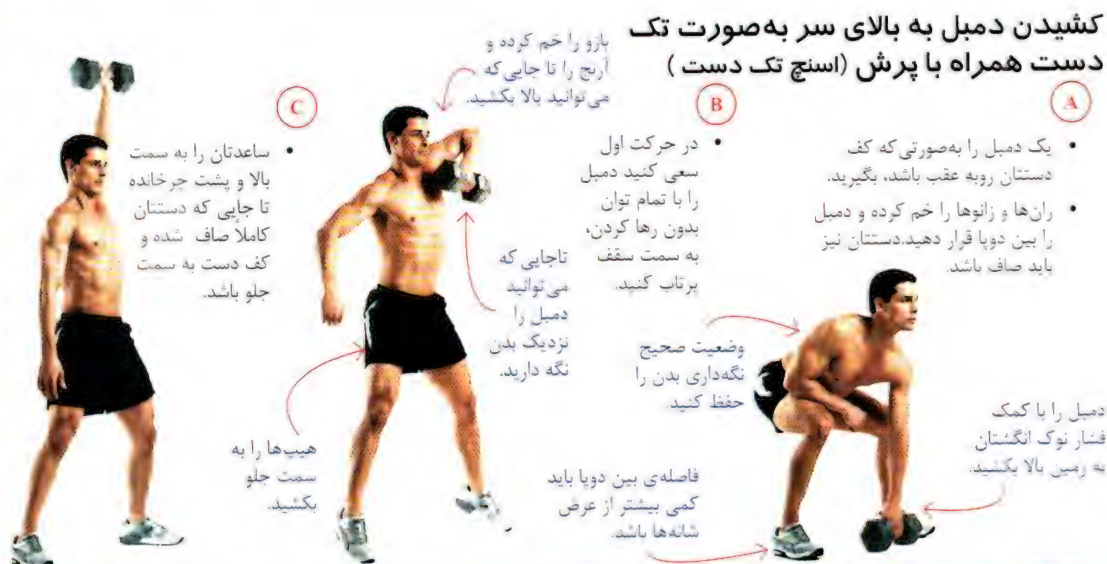 کشیدن دمبل به بالای سر به‌صورت تک
دست همراه با پرش (اسنچ تک دست )
A
• یک دمبل را به‌صورتی‌که کف
دستتان روبه عقب باشد، بگیرید.
• ران‌ها و زانوها را خم کرده و دمبل
را بین دوپا قرار دهید.دستتان نیز
باید صاف باشد.
وضعیت صحیح
نگه‌داری بدن را
حفظ کنید.
دمبل را با کمک
فشار نوک انگشتان
به زمین بالا بکشید.
فاصله‌ی بین دوپا باید
کمی بیشتر از عرض
شانه‌ها باشد.
B
• در حرکت اول
سعی کنید دمبل
را با تمام توان
بدون رها کردن،
به سمت سقف
پرتاب کنید.
بازو را خم کرده و
آرنج را تا جایی‌که
می‌توانید بالا بکشید.
تاجایی که
می‌توانید
دمبل را
نزدیک بدن
نگه دارید.
هیپ‌ها را به
سمت جلو
بکشید.
C
• ساعدتان را به سمت
بالا و پشت چرخانده
تا جایی که دستتان
کاملاً صاف شده و
کف دست به سمت
جلو باشد.